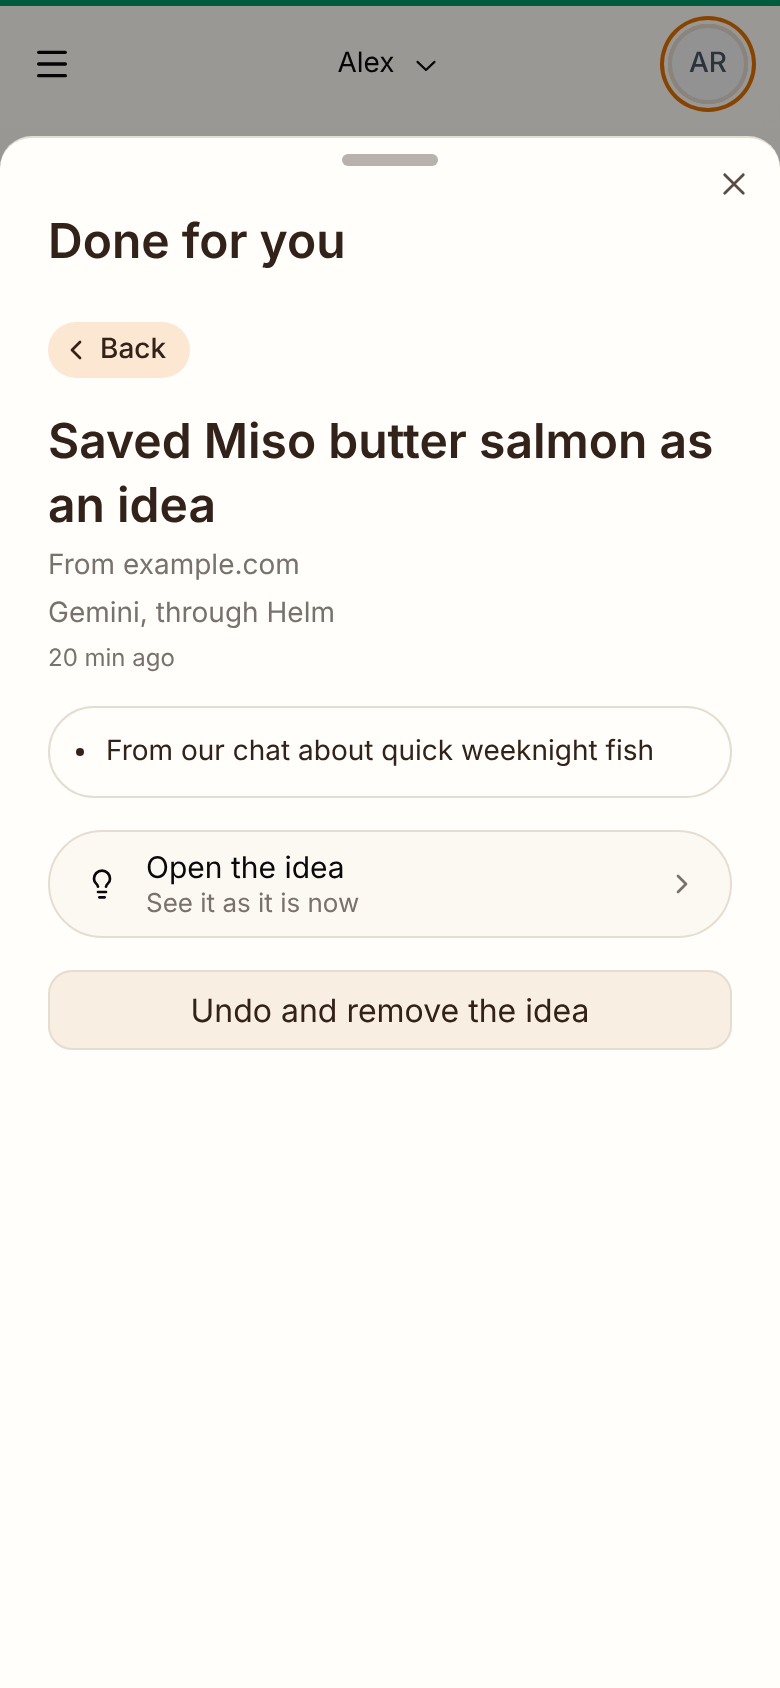 Alex
AR
Done for you
Back
Saved Miso butter salmon as
an idea
From example.com
Gemini, through Helm
20 min ago
• From our chat about quick weeknight fish
Open the idea
See it as it is now
Undo and remove the idea